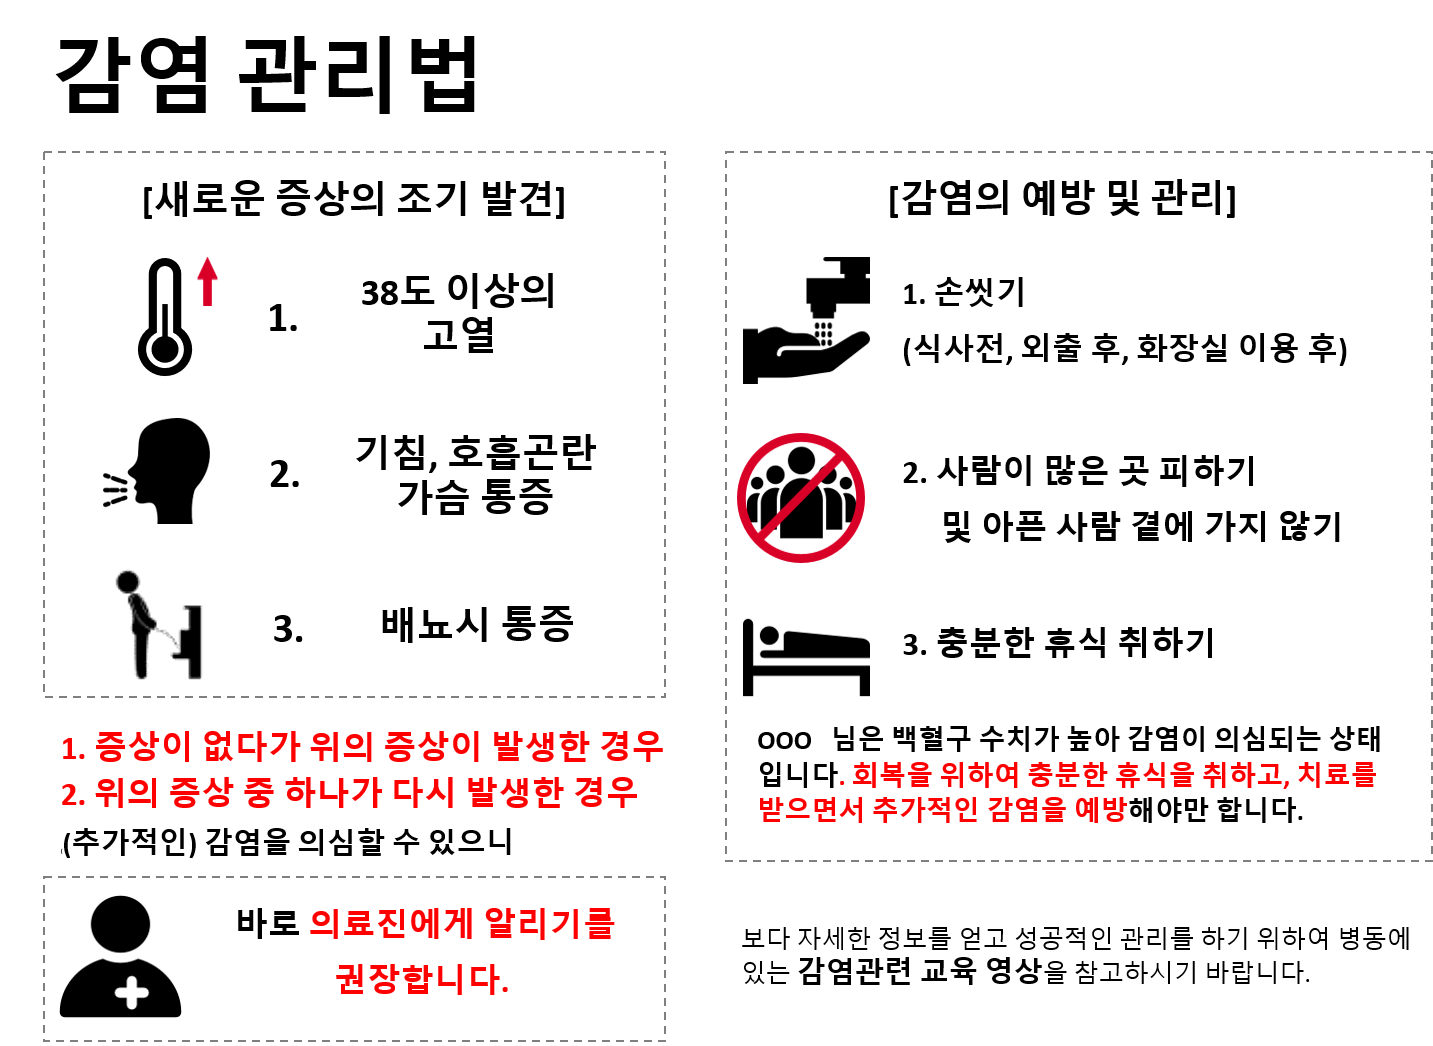 감염 관리법
[새로운 증상의 조기 발견]
1. 38도 이상의
고열
2. 기침, 호흡곤란
가슴 통증
3. 배뇨시 통증
1. 증상이 없다가 위의 증상이 발생한 경우
2. 위의 증상 중 하나가 다시 발생한 경우
(추가적인) 감염을 의심할 수 있으니
바로 의료진에게 알리기를
권장합니다.
[감염의 예방 및 관리]
1. 손씻기
(식사전, 외출 후, 화장실 이용 후)
2. 사람이 많은 곳 피하기
및 아픈 사람 곁에 가지 않기
3. 충분한 휴식 취하기
OOO 님은 백혈구 수치가 높아 감염이 의심되는 상태
입니다. 회복을 위하여 충분한 휴식을 취하고, 치료를
받으면서 추가적인 감염을 예방해야만 합니다.
보다 자세한 정보를 얻고 성공적인 관리를 하기 위하여 병동에
있는 감염관련 교육 영상을 참고하시기 바랍니다.